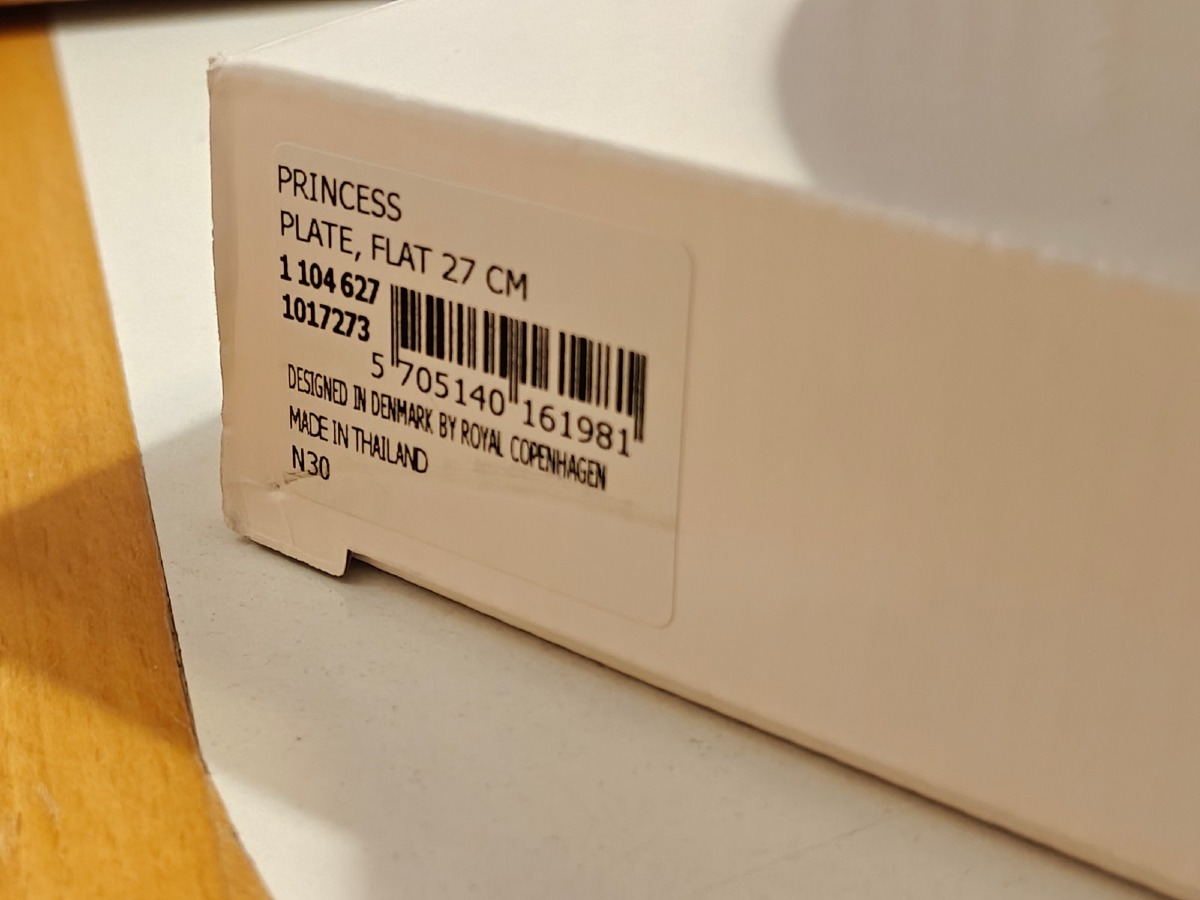 PRINCESS
PLATE, FLAT 27 CM
1 104 627
1017273
5 705140 161981
DESIGNED IN DENMARK BY ROYAL COPENHAGEN
MADE IN THAILAND
N30